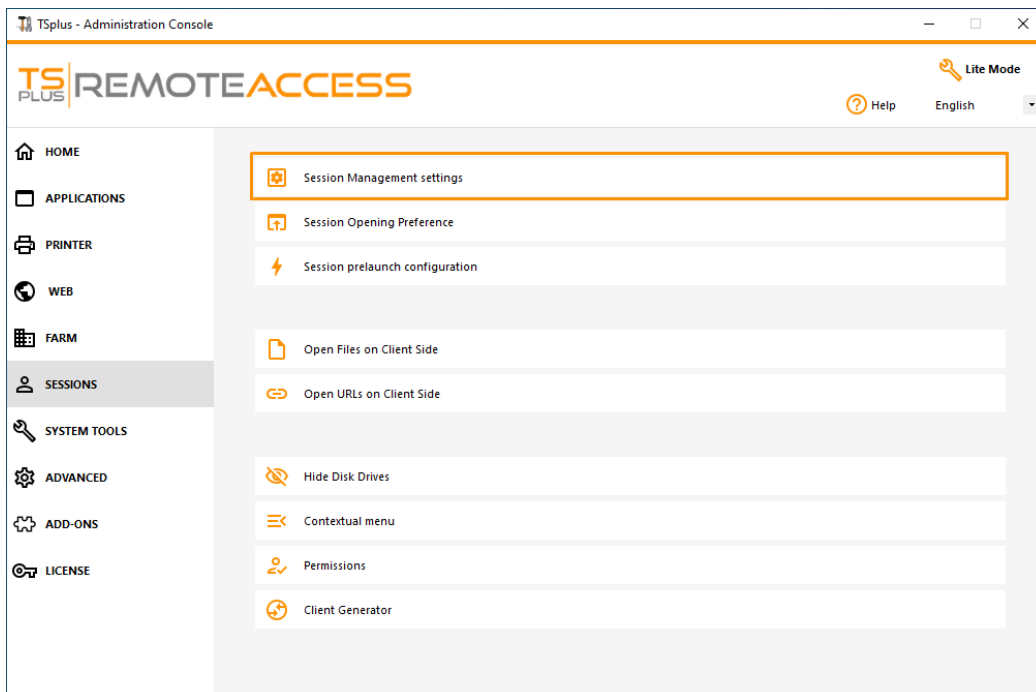 TSplus - Administration Console
TS PLUS REMOTEACCESS
Lite Mode
Help
English
HOME
APPLICATIONS
PRINTER
WEB
FARM
SESSIONS
SYSTEM TOOLS
ADVANCED
ADD-ONS
LICENSE
Session Management settings
Session Opening Preference
Session prelaunch configuration
Open Files on Client Side
Open URLs on Client Side
Hide Disk Drives
Contextual menu
Permissions
Client Generator